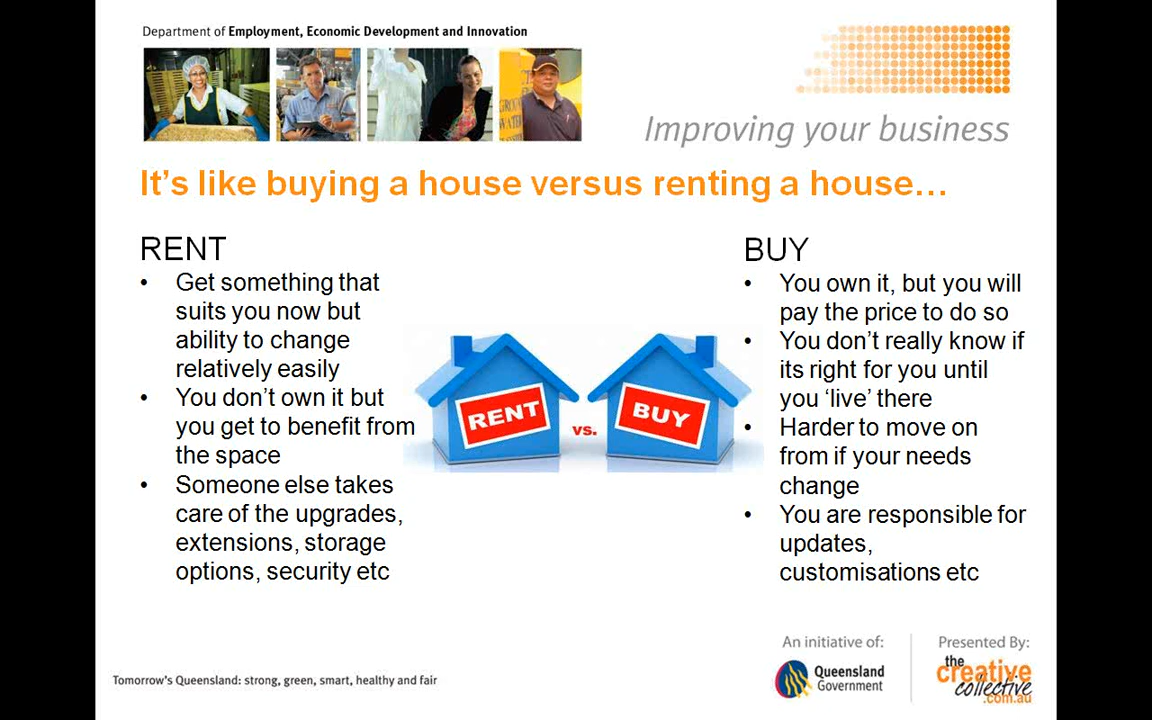 Department of Employment, Economic Development and Innovation
Improving your business
It's like buying a house versus renting a house...
RENT
• Get something that
suits you now but
ability to change
relatively easily
• You don't own it but
you get to benefit from
the space
• Someone else takes
care of the upgrades,
extensions, storage
options, security etc
RENT
vs.
BUY
BUY
• You own it, but you will
pay the price to do so
• You don't really know if
its right for you until
you 'live' there
• Harder to move on
from if your needs
change
• You are responsible for
updates,
customisations etc
Tomorrow's Queensland: strong, green, smart, healthy and fair
An initiative of:
Queensland
Government
Presented By:
the
creative
collective
.com.au